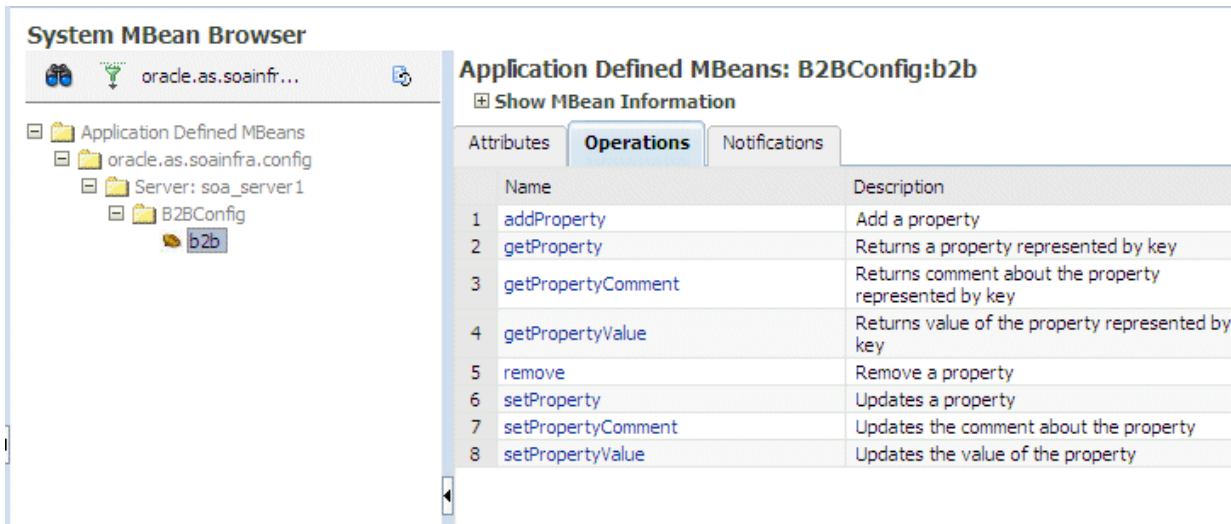 System MBean Browser
oracle.as.soainfr...
Application Defined MBeans
oracle.as.soainfra.config
Server: soa_server1
B2BConfig
b2b
Application Defined MBeans: B2BConfig:b2b
Show MBean Information
Attributes Operations Notifications
Name Description
1 addProperty Add a property
2 getProperty Returns a property represented by key
3 getPropertyComment Returns comment about the property
represented by key
4 getPropertyValue Returns value of the property represented by
key
5 remove Remove a property
6 setProperty Updates a property
7 setPropertyComment Updates the comment about the property
8 setPropertyValue Updates the value of the property